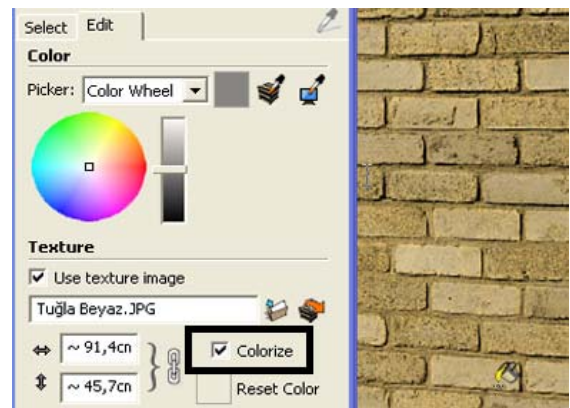 Select Edit
Color
Picker: Color Wheel
Texture
Use texture image
Tuğla Beyaz.JPG
~ 91,4cn Colorize
~ 45,7cn Reset Color